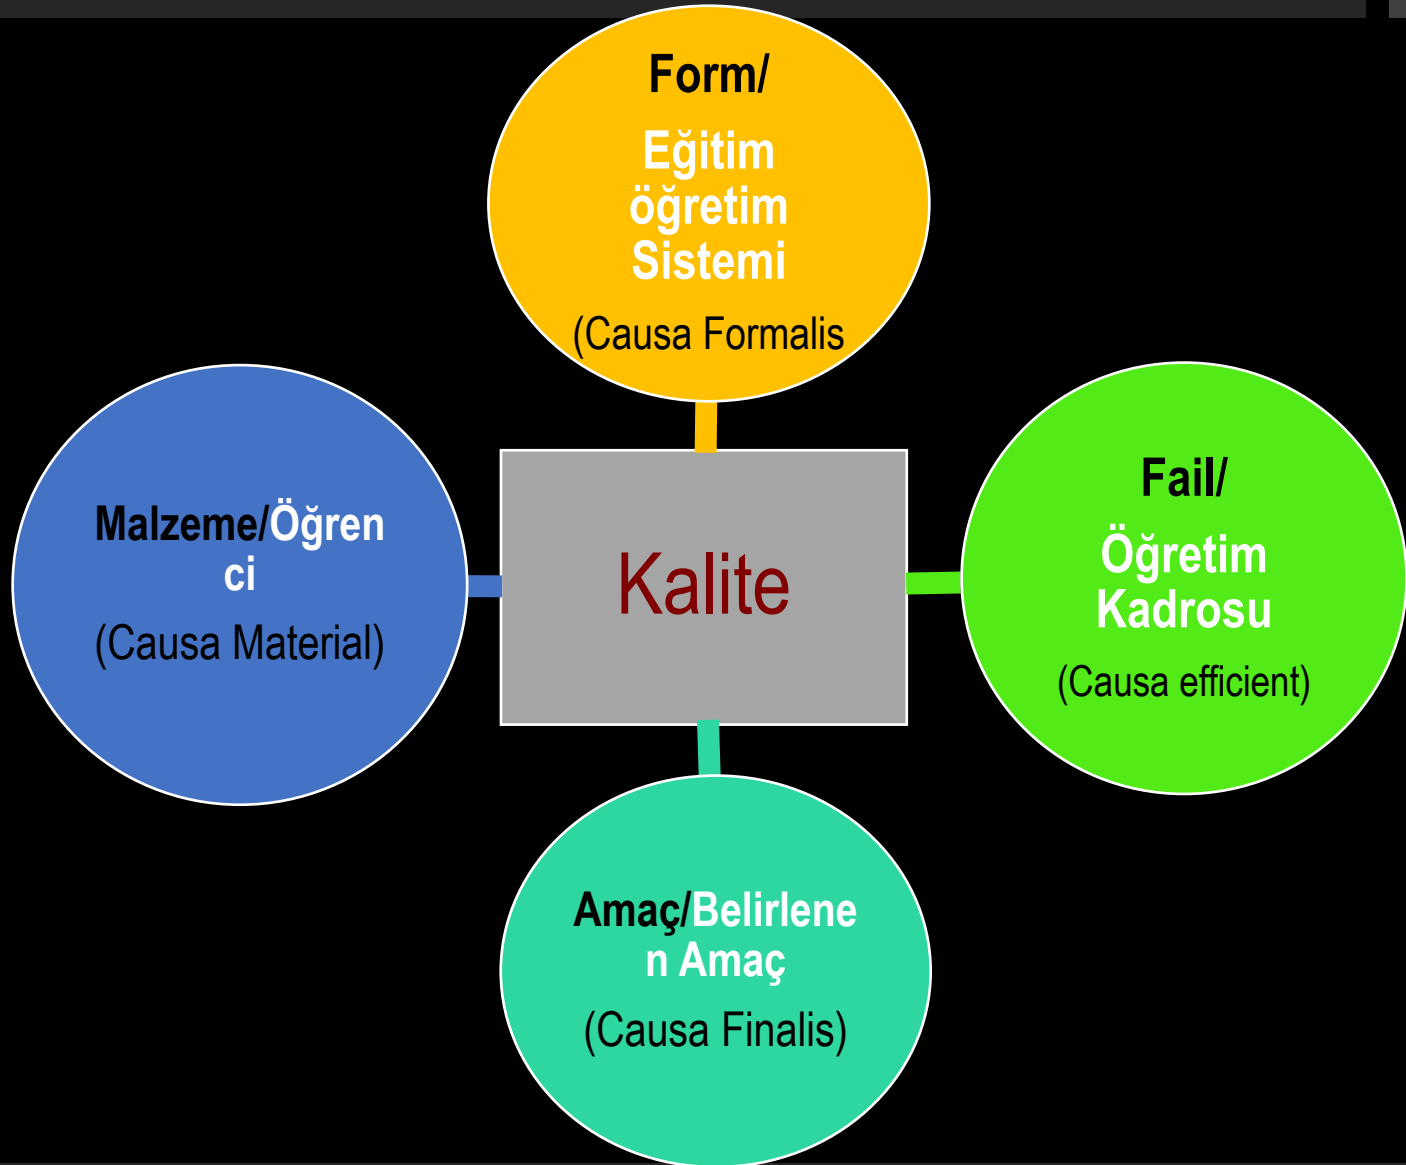 Form/
Eğitim
öğretim
Sistemi
(Causa Formalis
Malzeme/Öğren
ci
(Causa Material)
Kalite
Fail/
Öğretim
Kadrosu
(Causa efficient)
Amaç/Belirlene
n Amaç
(Causa Finalis)